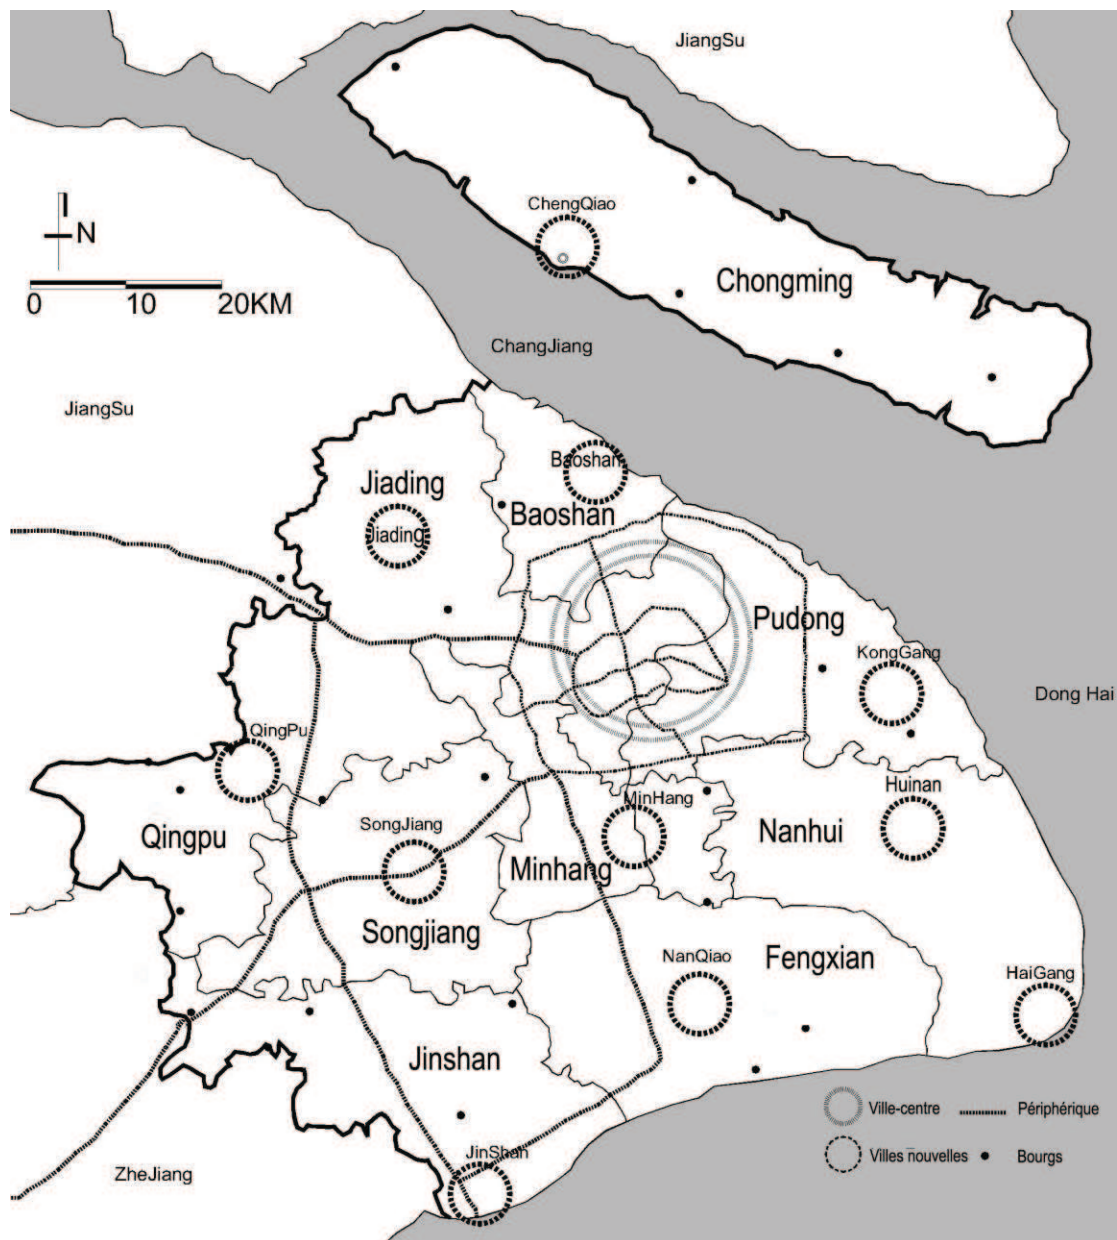 JiangSu
ChengQiao
Chongming
N
0 10 20KM
ChangJiang
JiangSu
Baoshan
Jiading
Baoshan
Jiading
Pudong
KongGang
Dong Hai
QingPu
Huinan
MinHang
SongJiang
Nanhui
Qingpu
Minhang
Songjiang
NanQiao
Fengxian
HaiGang
Jinshan
Ville-centre
Périphérique
JinShan
Villes nouvelles
Bourgs
ZheJiang